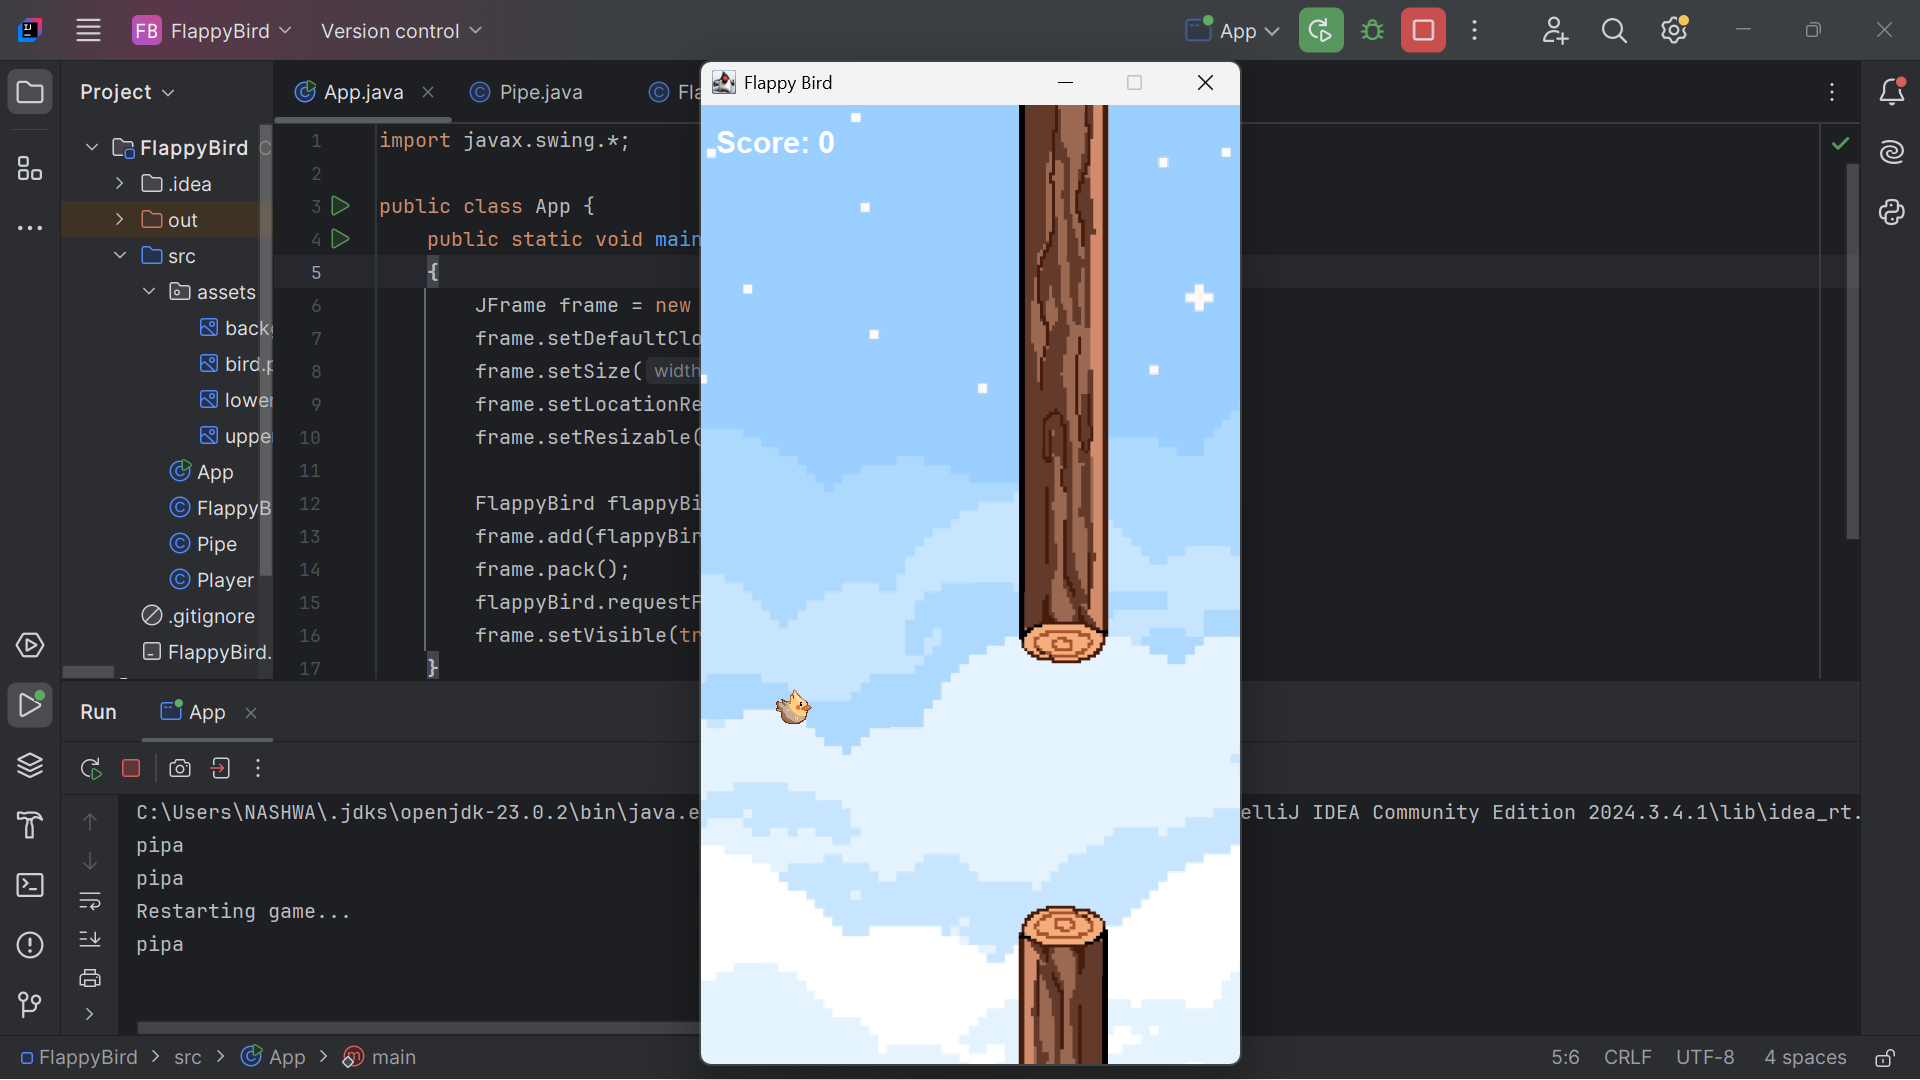 FB FlappyBird Version control App
Project App.java Pipe.java Fla
Flappy Bird
Score: 0
FlappyBird C
.idea
out
src
assets
back
bird.p
lower
uppe
App
FlappyB
Pipe
Player
.gitignore
FlappyBird.
1 import javax.swing.*;
2
3 public class App {
4 public static void main
5 {
6 JFrame frame = new
7 frame.setDefaultClo
8 frame.setSize( width
9 frame.setLocationRe
10 frame.setResizable(
11
12 FlappyBird flappyBi
13 frame.add(flappyBir
14 frame.pack();
15 flappyBird.requestF
16 frame.setVisible(tr
17 }
Run App
C:\Users\NASHWA\.jdks\openjdk-23.0.2\bin\java.e elliJ IDEA Community Edition 2024.3.4.1\lib\idea_rt.
pipa
pipa
Restarting game...
pipa
FlappyBird > src > App > main 5:6 CRLF UTF-8 4 spaces